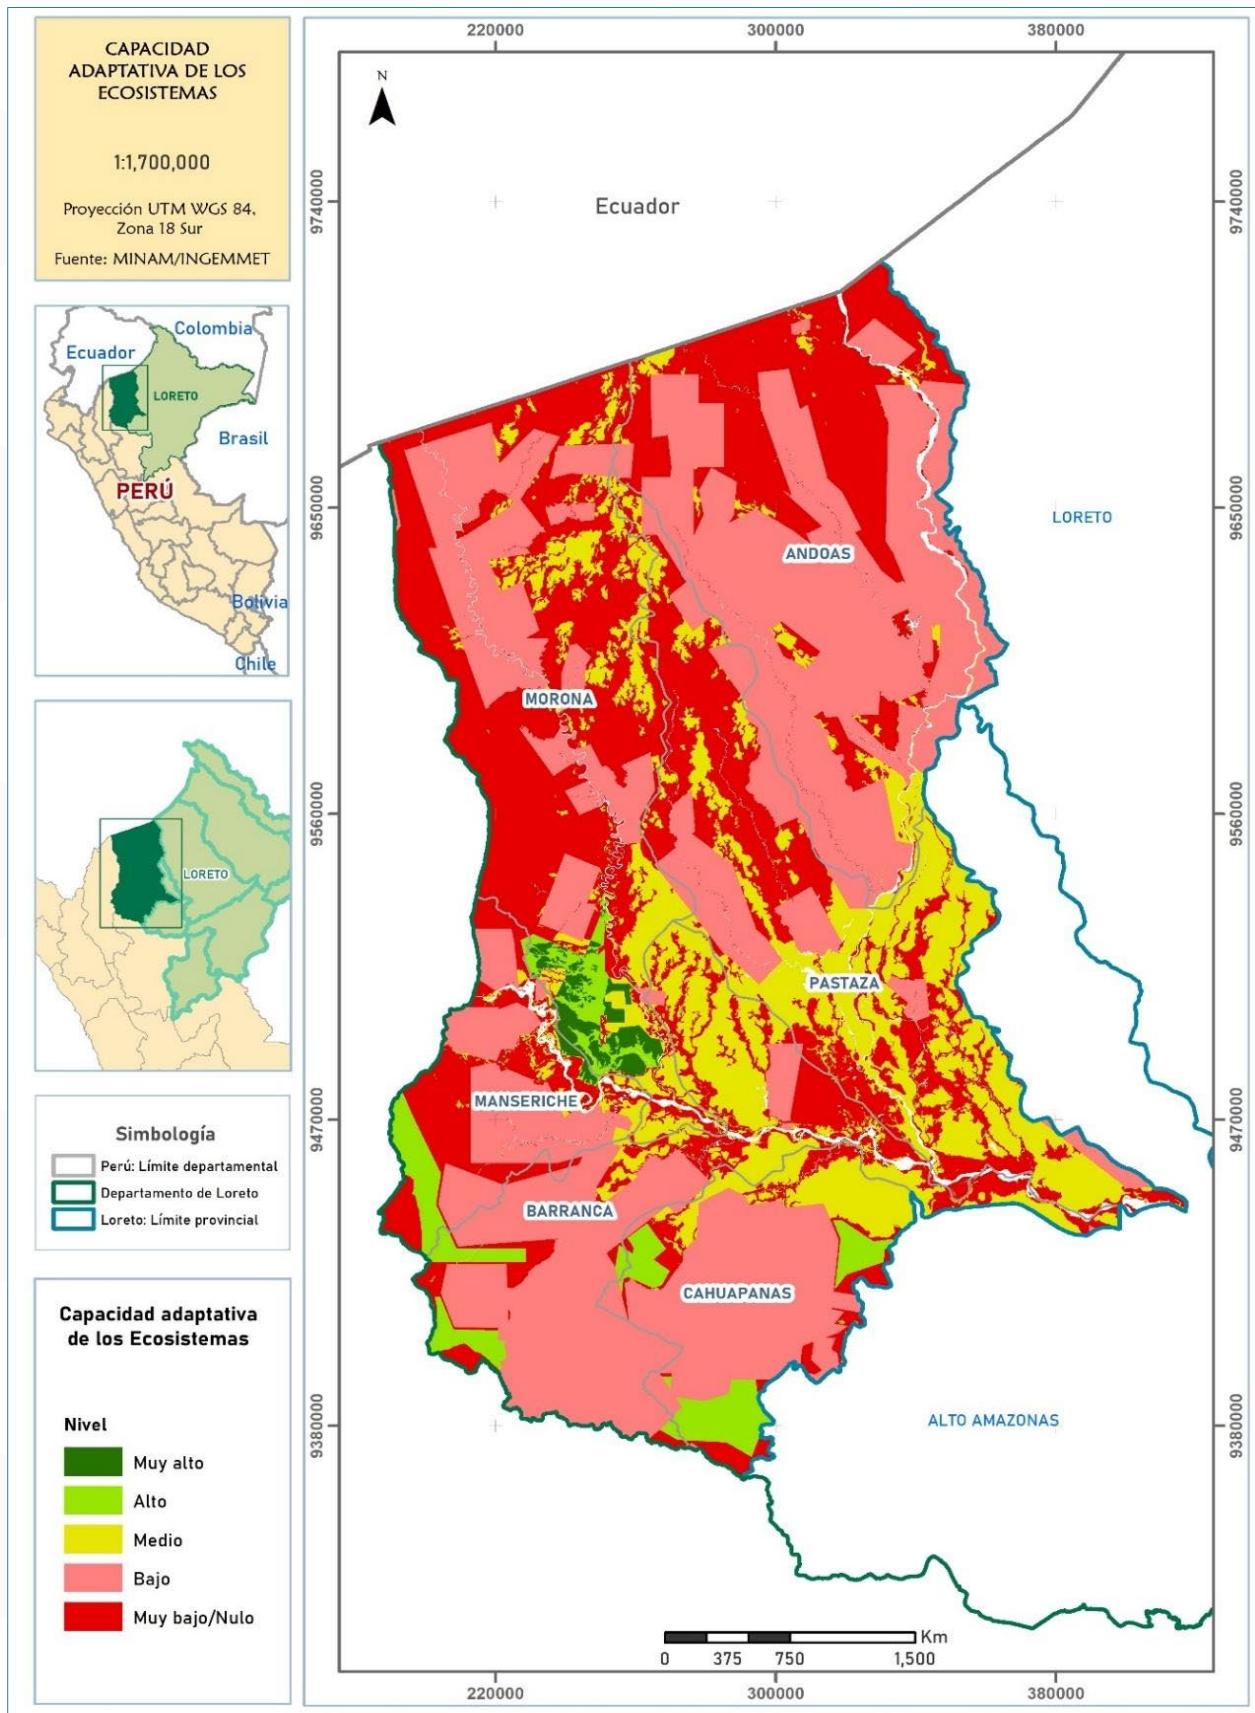 CAPACIDAD
ADAPTATIVA DE LOS
ECOSISTEMAS
1:1,700,000
Proyección UTM WGS 84,
Zona 18 Sur
Fuente: MINAM/INGEMMET
Colombia
Ecuador
LORETO
Brasil
PERÚ
Bolivia
Chile
LORETO
Simbología
Perú: Límite departamental
Departamento de Loreto
Loreto: Límite provincial
Capacidad adaptativa
de los Ecosistemas
Nivel
Muy alto
Alto
Medio
Bajo
Muy bajo/Nulo
220000 300000 380000
N
9740000 9740000
Ecuador
9650000 9650000
LORETO
ANDOAS
MORONA
9560000 9560000
PASTAZA
MANSERICHE
9470000 9470000
BARRANCA
CAHUAPANAS
9380000 9380000
ALTO AMAZONAS
Km
0 375 750 1,500
220000 300000 380000